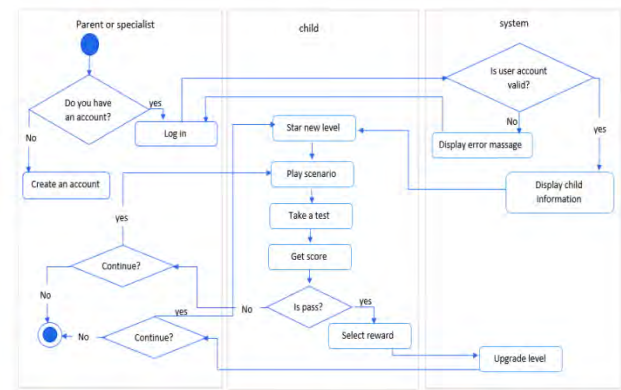 Parent or specialist
child
system
Do you have
an account?
yes
No
Log in
Create an account
Is user account
valid?
No
yes
Display error massage
Display child
information
Star new level
Play scenario
Take a test
Get score
Is pass?
yes
No
Select reward
Upgrade level
yes
Continue?
No
yes
Continue?
No